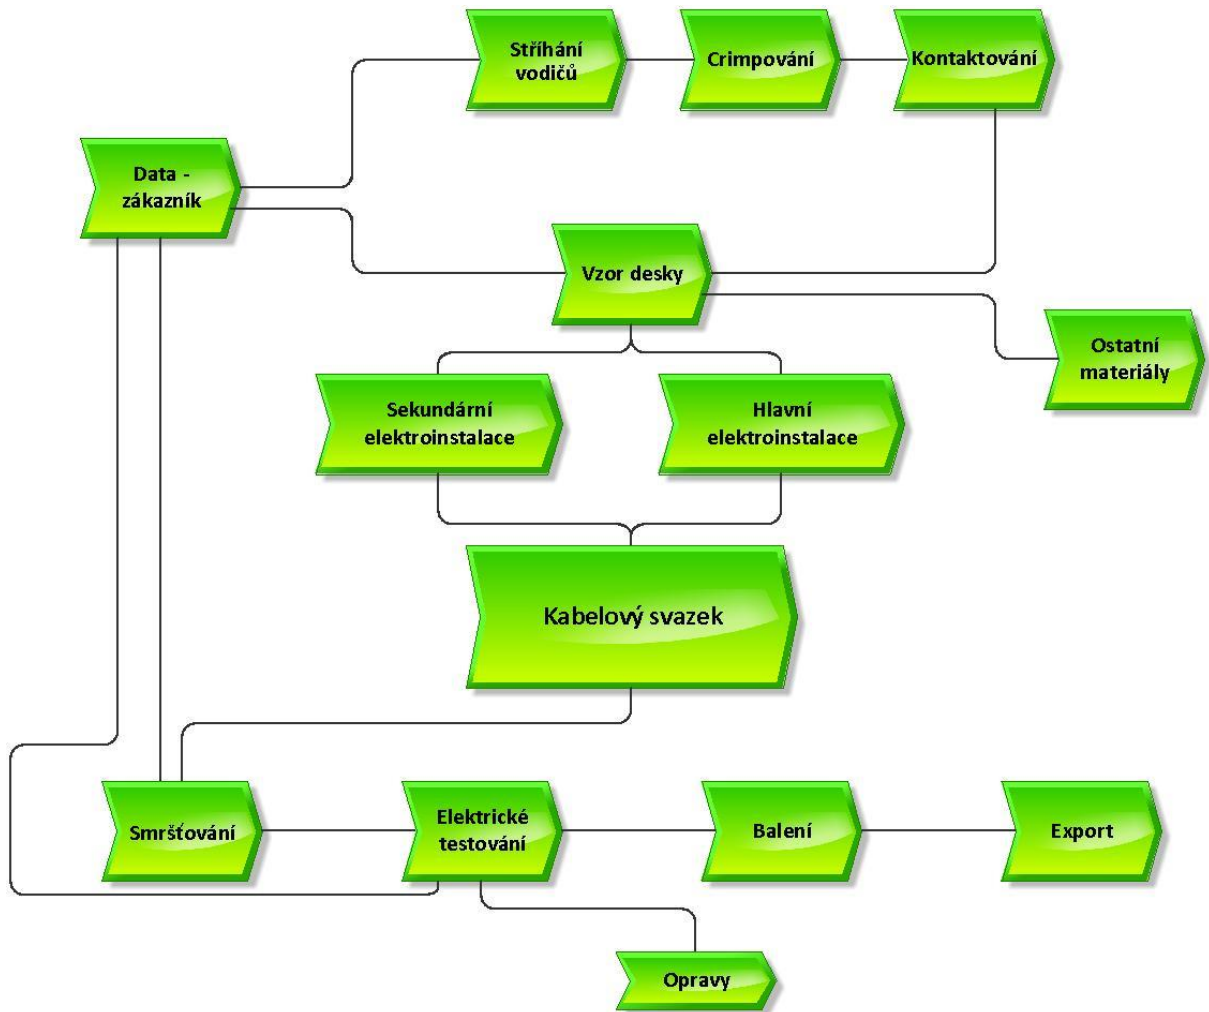 Stříhání
vodičů
Crimpování
Kontaktování
Data -
zákazník
Vzor desky
Ostatní
materiály
Sekundární
elektroinstalace
Hlavní
elektroinstalace
Kabelový svazek
Smršťování
Elektrické
testování
Balení
Export
Opravy